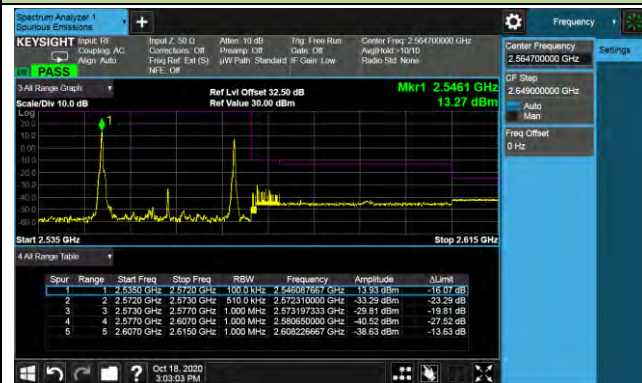 Spectrum Analyzer 1
Spurious Emissions
Frequency
KEYSIGHT Input: RF
Coupling: AC
Align: Auto
Input Z: 50 Ω
Corrections: Off
Freq Ref: Ext (S)
NFE: Off
Atten: 10 dB
Preamp: Off
µW Path: Standard
Trig: Free Run
Gate: Off
IF Gain: Low
Center Freq: 2.564700000 GHz
Avg|Hold:>10/10
Radio Std: None
PASS
Center Frequency
2.564700000 GHz
Settings
CF Step
2.649000000 GHz
Auto
Man
Freq Offset
0 Hz
3 All Range Graph
Scale/Div 10.0 dB
Ref Lvl Offset 32.50 dB
Ref Value 30.00 dBm
Mkr1 2.5461 GHz
13.27 dBm
Log
20.0
10.0
0.00
-10.0
-20.0
-30.0
-40.0
-50.0
-60.0
1
Start 2.535 GHz
Stop 2.615 GHz
4 All Range Table
Spur Range Start Freq Stop Freq RBW Frequency Amplitude ΔLimit
1 1 2.5350 GHz 2.5720 GHz 100.0 kHz 2.546087667 GHz 13.93 dBm -16.07 dB
2 2 2.5720 GHz 2.5730 GHz 510.0 kHz 2.572310000 GHz -33.29 dBm -23.29 dB
3 3 2.5730 GHz 2.5770 GHz 1.000 MHz 2.573197333 GHz -29.81 dBm -19.81 dB
4 4 2.5770 GHz 2.6070 GHz 1.000 MHz 2.580650000 GHz -40.52 dBm -27.52 dB
5 5 2.6070 GHz 2.6150 GHz 1.000 MHz 2.608226667 GHz -38.63 dBm -13.63 dB
Oct 18, 2020
3:03:03 PM